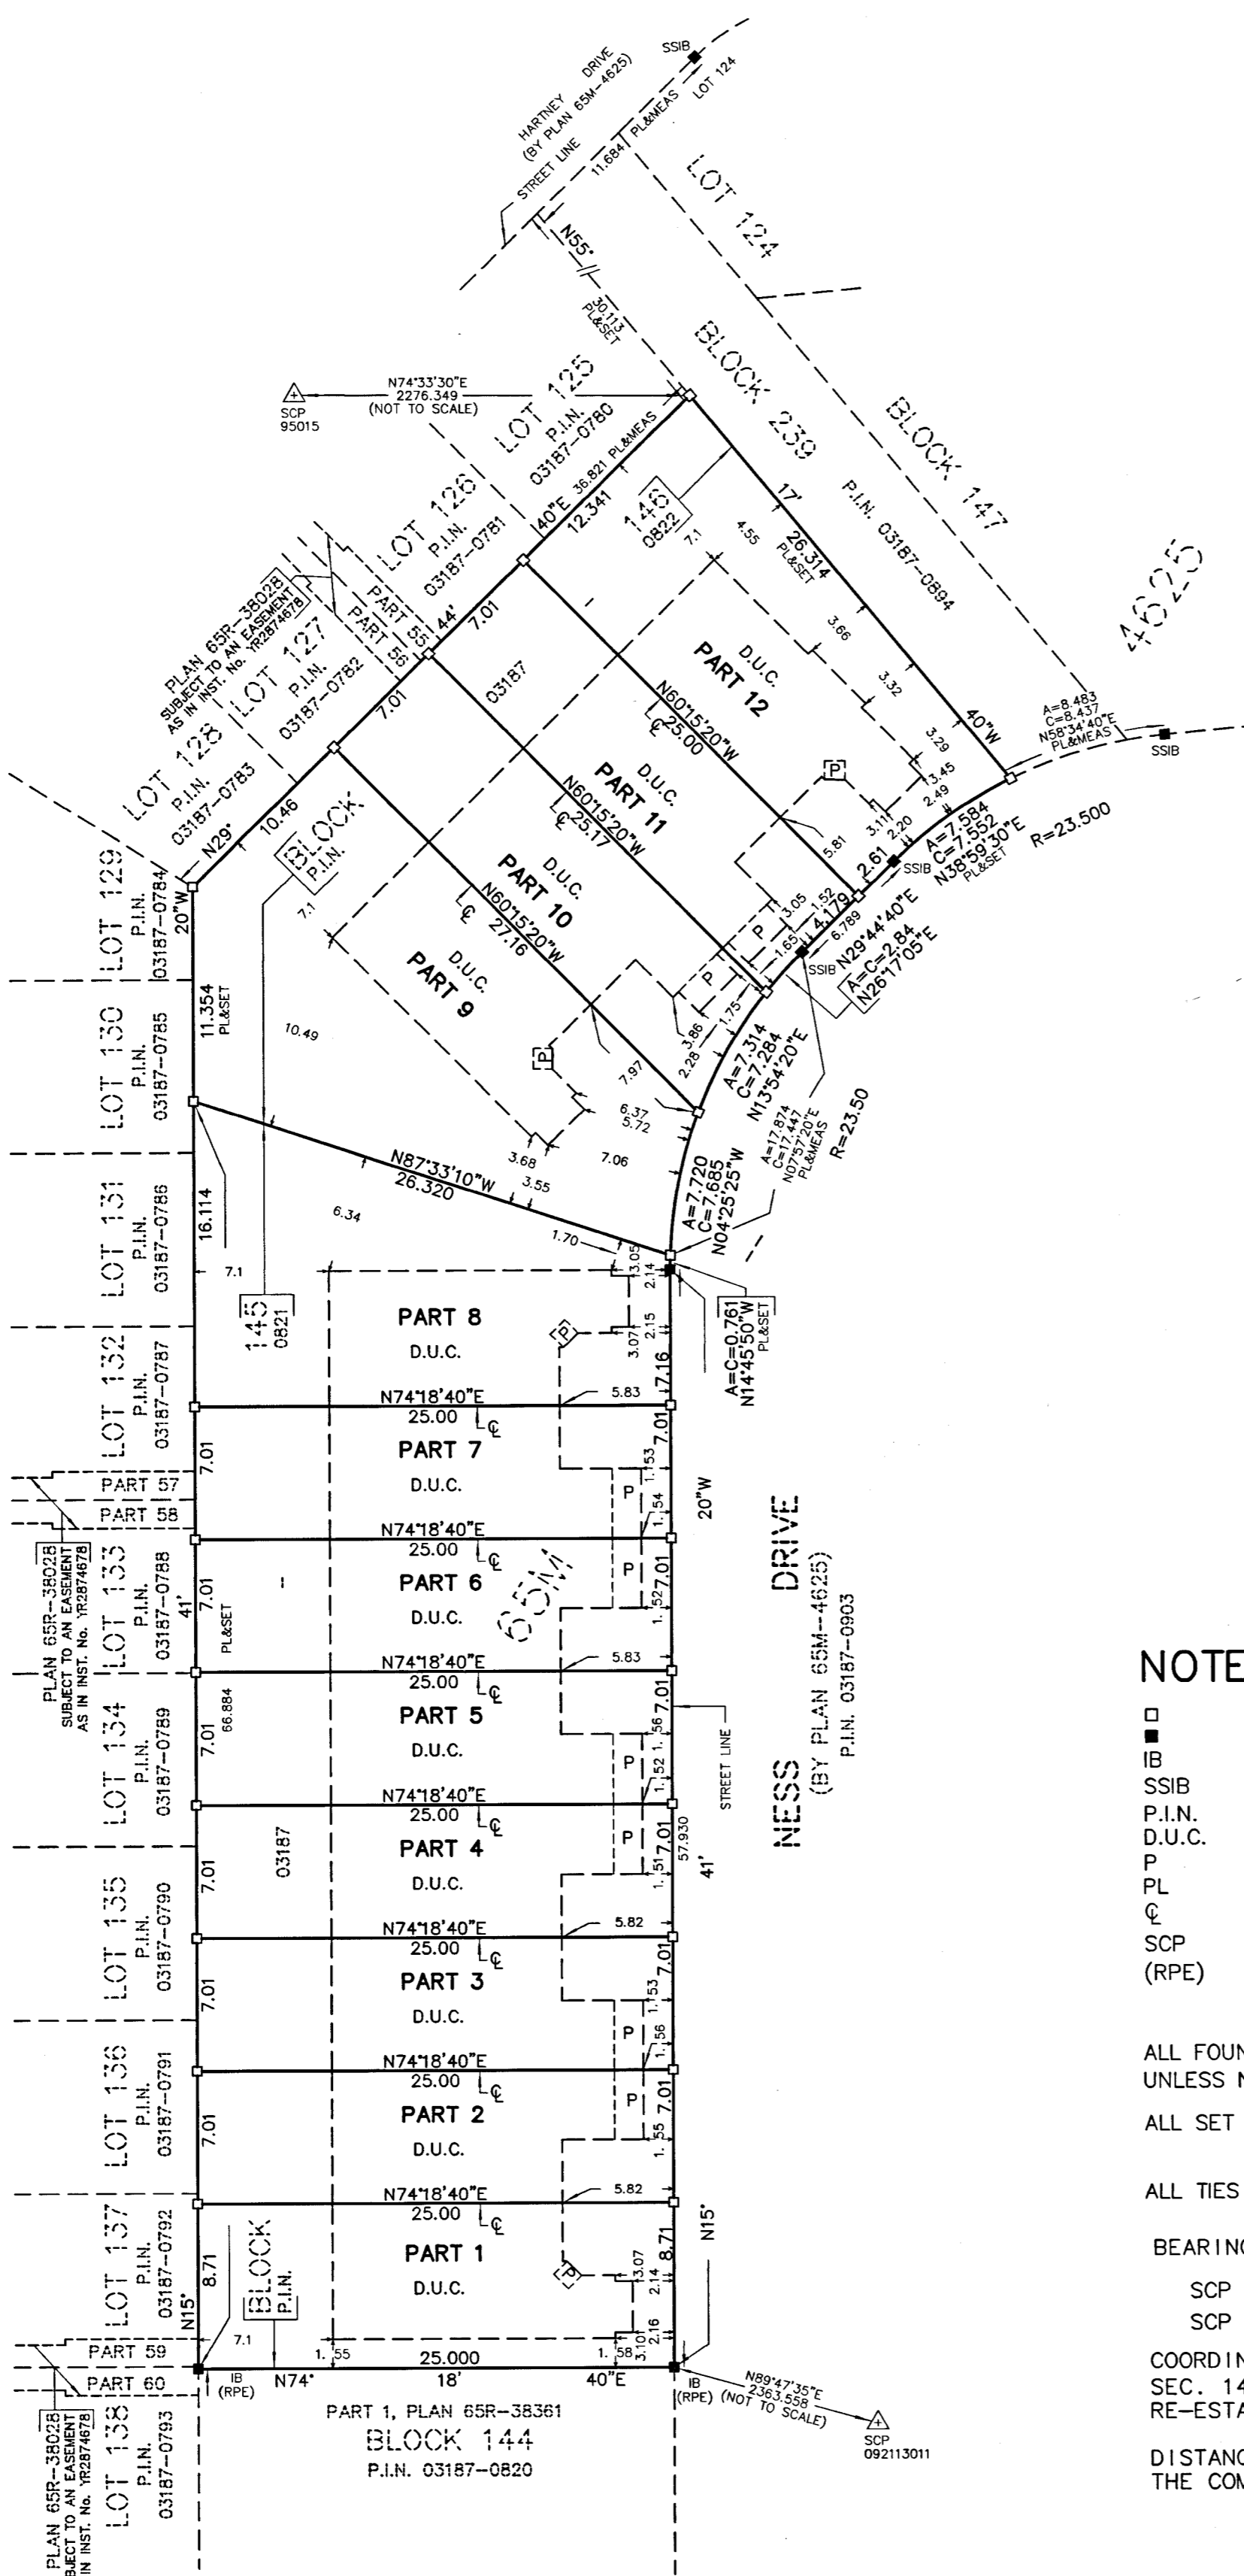 SSIB
HARTNEY DRIVE
(BY PLAN 65M-4625)
STREET LINE
11.684 PL&MEAS
LOT 124
LOT 124
N55°
30.113
PL&SET
BLOCK 239
P.I.N. 03187-0894
BLOCK 147
4625
SCP
95015
N74°33'30"E
2276.349
(NOT TO SCALE)
LOT 125
P.I.N.
03187-0780
LOT 126
P.I.N.
03187-0781
LOT 127
P.I.N.
03187-0782
LOT 128
P.I.N.
03187-0783
PART 55
PART 56
PLAN 65R-38028
SUBJECT TO AN EASEMENT
AS IN INST. No. YR2874678
36.821 PL&MEAS
40"E
12.341
44'
7.01
7.01
10.46
N29°
146
0822
17'
26.314
PL&SET
40"W
7.1
4.55
3.66
3.32
3.29
3.45
2.49
D.U.C.
PART 12
N60°15'20"W
25.00
℄
03187
P
3.11
2.20
5.81
2.61
SSIB
A=8.483
C=8.437
N58°34'40"E
PL&MEAS
SSIB
A=7.584
C=7.552
N38°59'30"E
PL&SET
R=23.500
D.U.C.
PART 11
N60°15'20"W
25.17
℄
3.05
1.52
P
1.65
4.179
6.789
N29°44'40"E
SSIB
A=C=2.84
N26°17'05"E
D.U.C.
PART 10
N60°15'20"W
27.16
℄
P
3.86
1.75
2.28
A=7.314
C=7.284
N13°54'20"E
D.U.C.
PART 9
7.1
10.49
P
7.97
6.37
5.72
7.06
3.68
3.55
BLOCK
P.I.N.
145
0821
A=7.720
C=7.685
N04°25'25"W
A=17.874
C=17.447
N07°57'20"E
PL&MEAS
R=23.50
N87°33'10"W
26.320
6.34
1.70
3.05
2.14
A=C=0.761
N14°45'50"W
PL&SET
LOT 129
P.I.N.
03187-0784
20"W
LOT 130
P.I.N.
03187-0785
11.354
PL&SET
LOT 131
P.I.N.
03187-0786
16.114
7.1
PART 8
D.U.C.
P
3.07
2.15
7.16
LOT 132
P.I.N.
03187-0787
N74°18'40"E
25.00
℄
5.83
7.01
7.01
PART 7
D.U.C.
1.53
P
1.54
20"W
PART 57
PART 58
PLAN 65R-38028
SUBJECT TO AN EASEMENT
AS IN INST. No. YR2874678
N74°18'40"E
25.00
℄
LOT 133
P.I.N.
03187-0788
41'
7.01
PL&SET
PART 6
D.U.C.
65M
P
1.52
7.01
N74°18'40"E
25.00
℄
5.83
LOT 134
P.I.N.
03187-0789
7.01
66.884
PART 5
D.U.C.
7.01
1.56
P
1.52
STREET LINE
NESS DRIVE
(BY PLAN 65M-4625)
P.I.N. 03187-0903
N74°18'40"E
25.00
℄
LOT 135
P.I.N.
03187-0790
7.01
03187
PART 4
D.U.C.
P
1.51
7.01
57.930
41'
N74°18'40"E
25.00
℄
5.82
LOT 136
P.I.N.
03187-0791
7.01
PART 3
D.U.C.
7.01
1.53
P
1.56
N74°18'40"E
25.00
℄
7.01
PART 2
D.U.C.
P
1.55
7.01
N74°18'40"E
25.00
℄
5.82
LOT 137
P.I.N.
03187-0792
N15°
8.71
BLOCK
P.I.N.
PART 1
D.U.C.
P
3.07
2.14
8.71
N15°
PART 59
PART 60
7.1
1.55
25.000
1.58
3.10
2.16
IB
(RPE)
N74° 18' 40"E
IB
(RPE)
N89°47'35"E
2363.558
(NOT TO SCALE)
SCP
092113011
PLAN 65R-38028
BJECT TO AN EASEMENT
IN INST. No. YR2874678
LOT 138
P.I.N.
03187-0793
PART 1, PLAN 65R-38361
BLOCK 144
P.I.N. 03187-0820
NOTE
□
■
IB
SSIB
P.I.N.
D.U.C.
P
PL
℄
SCP
(RPE)
ALL FOUN
UNLESS N
ALL SET
ALL TIES
BEARING
SCP
SCP
COORDIN
SEC. 14
RE-ESTA
DISTANC
THE COM